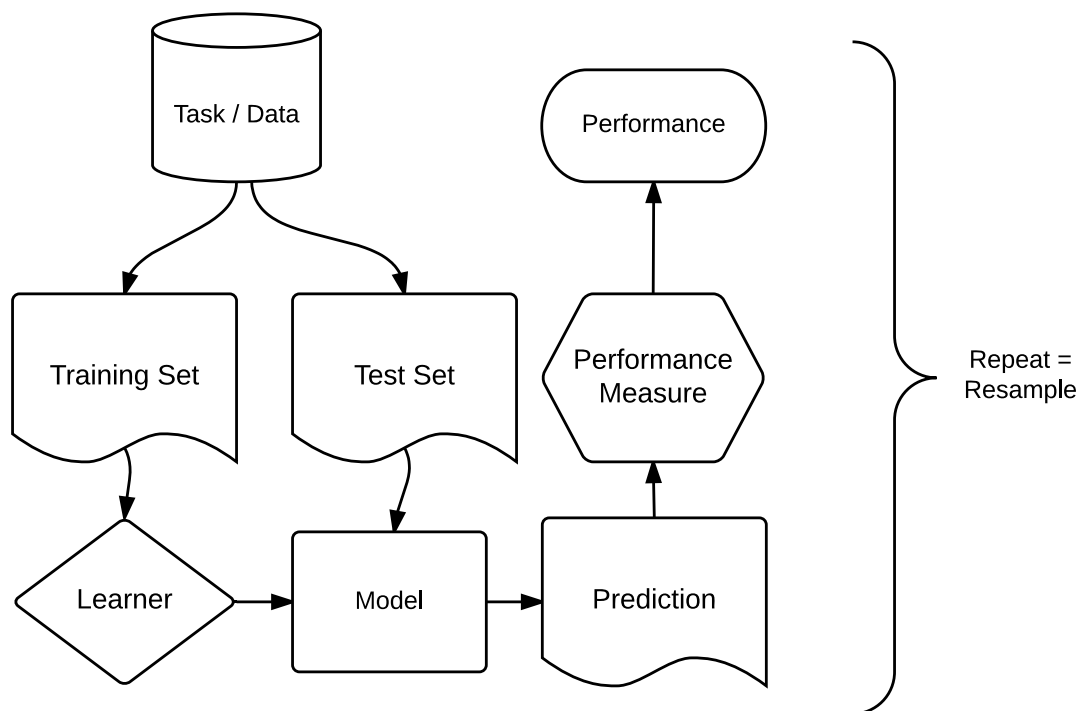 Task / Data
Performance
Training Set
Test Set
Performance
Measure
Repeat =
Resample
Learner
Model
Prediction